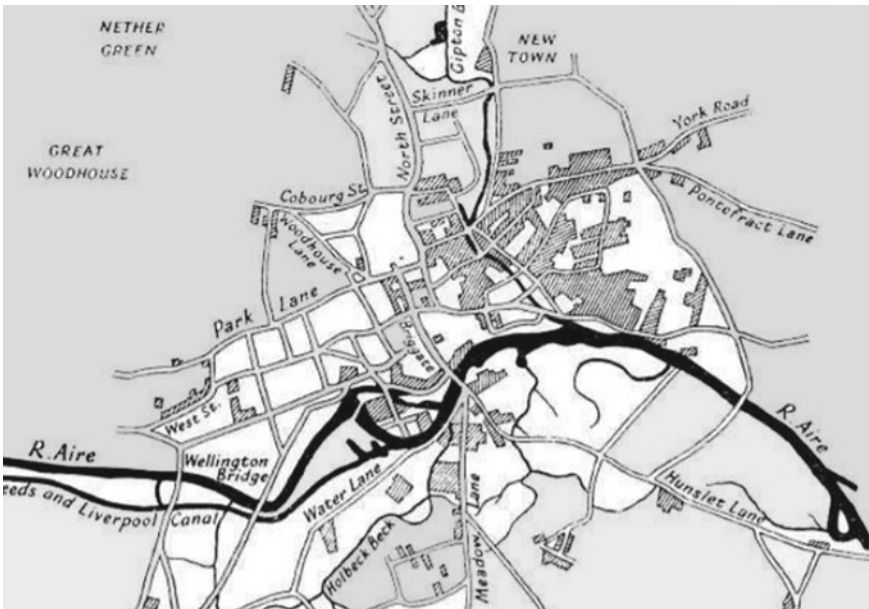 NETHER
GREEN
NEW
TOWN
Gipton B
Skinner
Lane
North Street
York Road
GREAT
WOODHOUSE
Cobourg St.
Woodhouse
Lane
Pontefract Lane
Park Lane
Briggate
West St.
R. Aire
R. Aire
Wellington
Bridge
eeds and Liverpool Canal
Water Lane
Hunslet Lane
Holbeck Beck
Meadow Lane